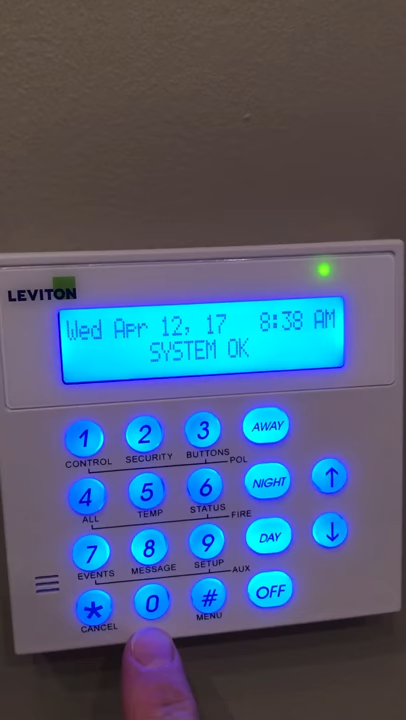 LEVITON
Wed Apr 12, 17 8:38 AM
SYSTEM OK
1 2 3 AWAY
CONTROL SECURITY BUTTONS
POL
4 5 6 NIGHT ↑
ALL TEMP STATUS
FIRE
7 8 9 DAY ↓
EVENTS MESSAGE SETUP
AUX
* 0 # OFF
CANCEL MENU